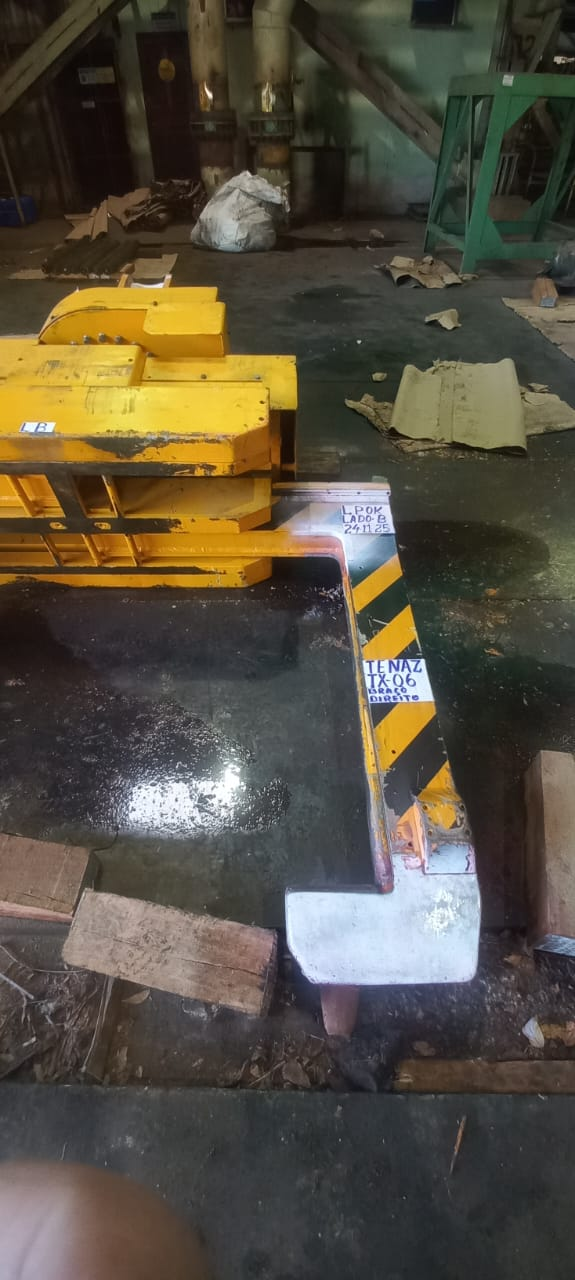 LB
LPOK
LADO-B
24 11 25
TENAZ
TX-06
BRAÇO
DIREITO